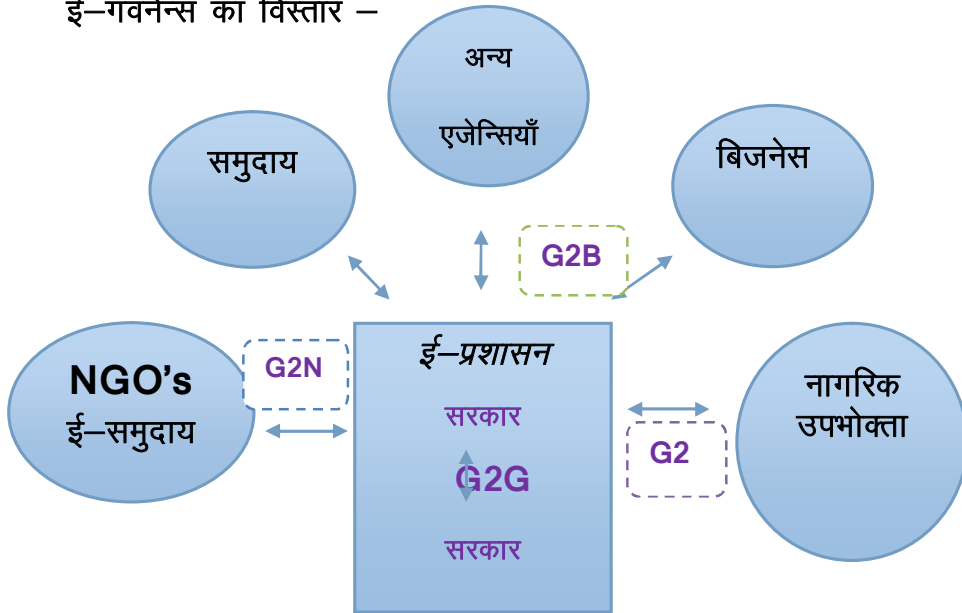 ई–गवर्नेन्स का विस्तार –
अन्य
एजेन्सियाँ
समुदाय
बिजनेस
G2B
NGO's
ई–समुदाय
G2N
ई–प्रशासन
सरकार
G2G
सरकार
G2
नागरिक
उपभोक्ता